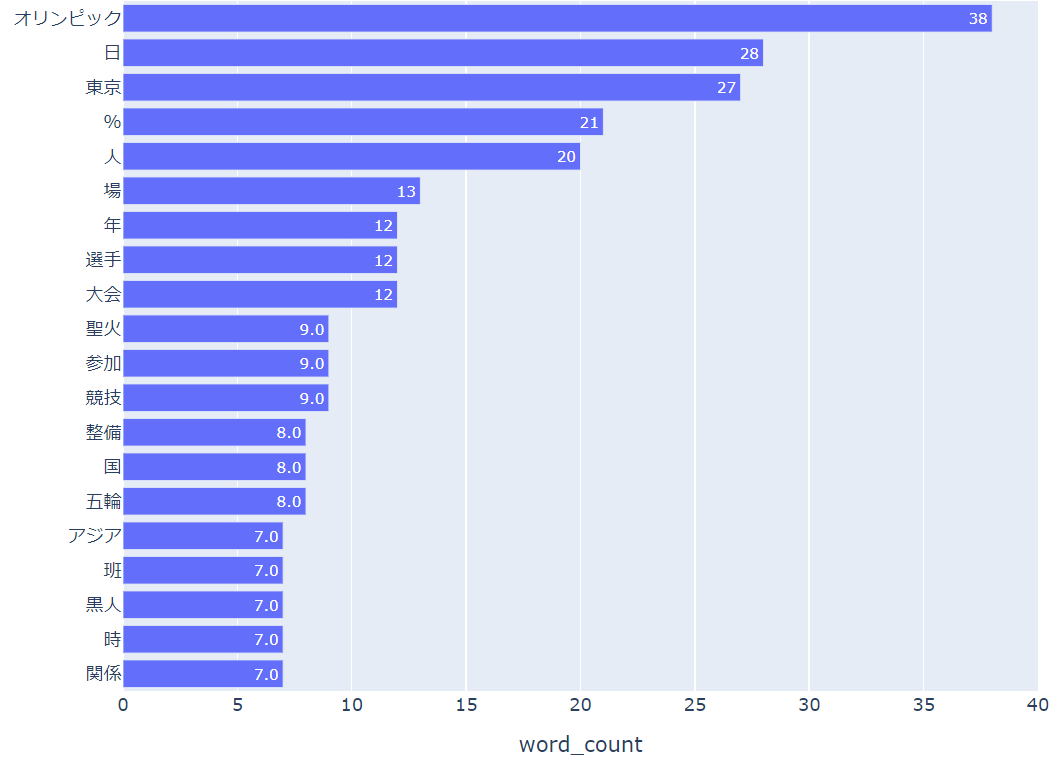 オリンピック 38
日 28
東京 27
% 21
人 20
場 13
年 12
選手 12
大会 12
聖火 9.0
参加 9.0
競技 9.0
整備 8.0
国 8.0
五輪 8.0
アジア 7.0
班 7.0
黒人 7.0
時 7.0
関係 7.0
0 5 10 15 20 25 30 35 40
word_count